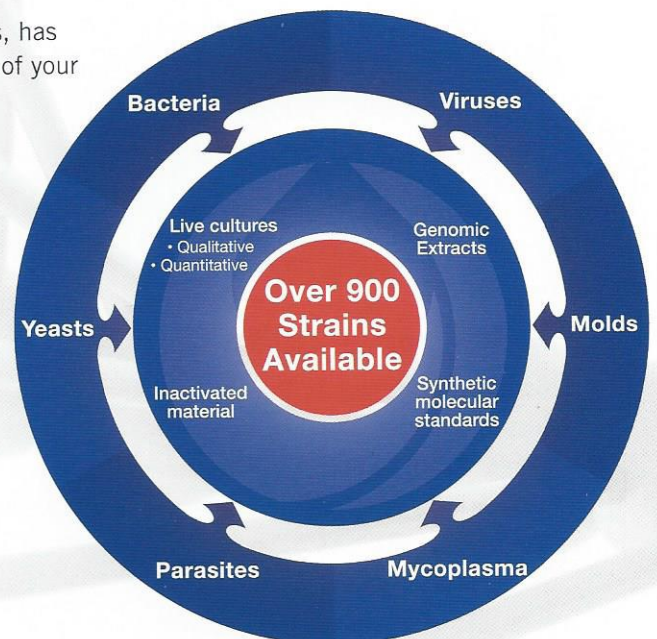 s, has
of your
Bacteria
Viruses
Live cultures
• Qualitative
• Quantitative
Genomic
Extracts
Over 900
Strains
Available
Yeasts
Molds
Inactivated
material
Synthetic
molecular
standards
Parasites
Mycoplasma